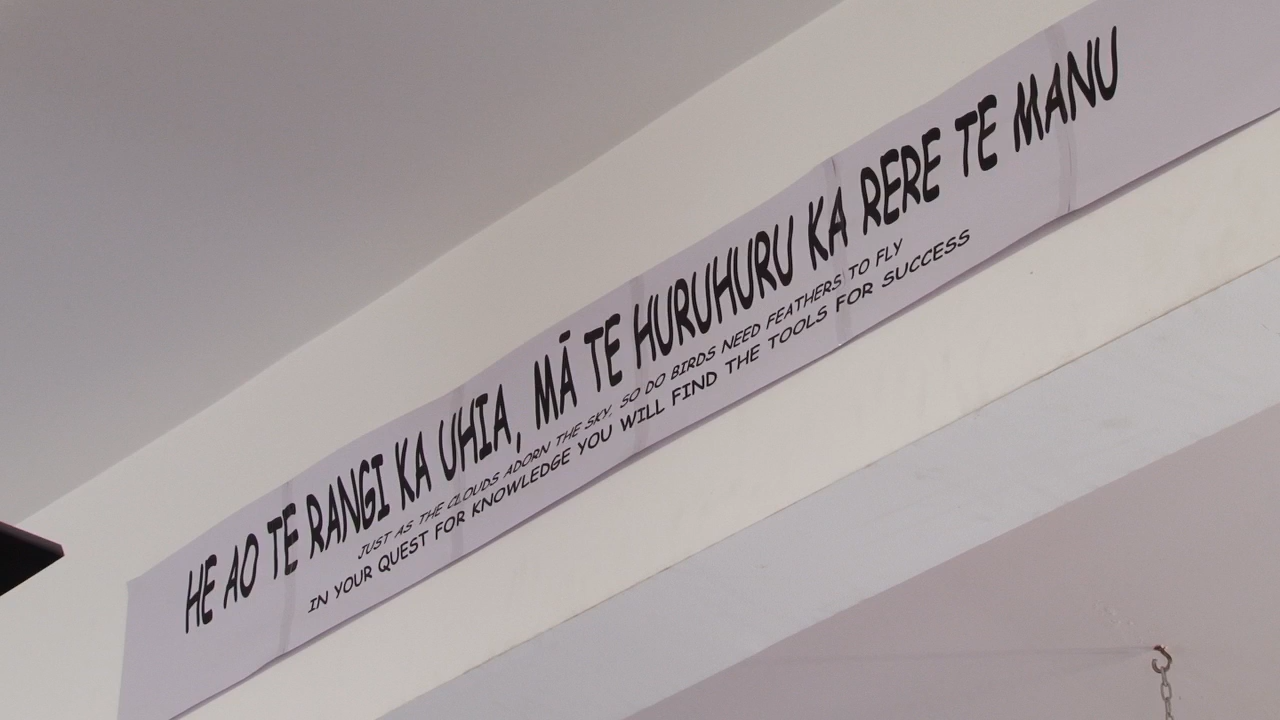 HE AO TE RANGI KA UHIA, MĀ TE HURUHURU KA RERE TE MANU
JUST AS THE CLOUDS ADORN THE SKY, SO DO BIRDS NEED FEATHERS TO FLY
IN YOUR QUEST FOR KNOWLEDGE YOU WILL FIND THE TOOLS FOR SUCCESS